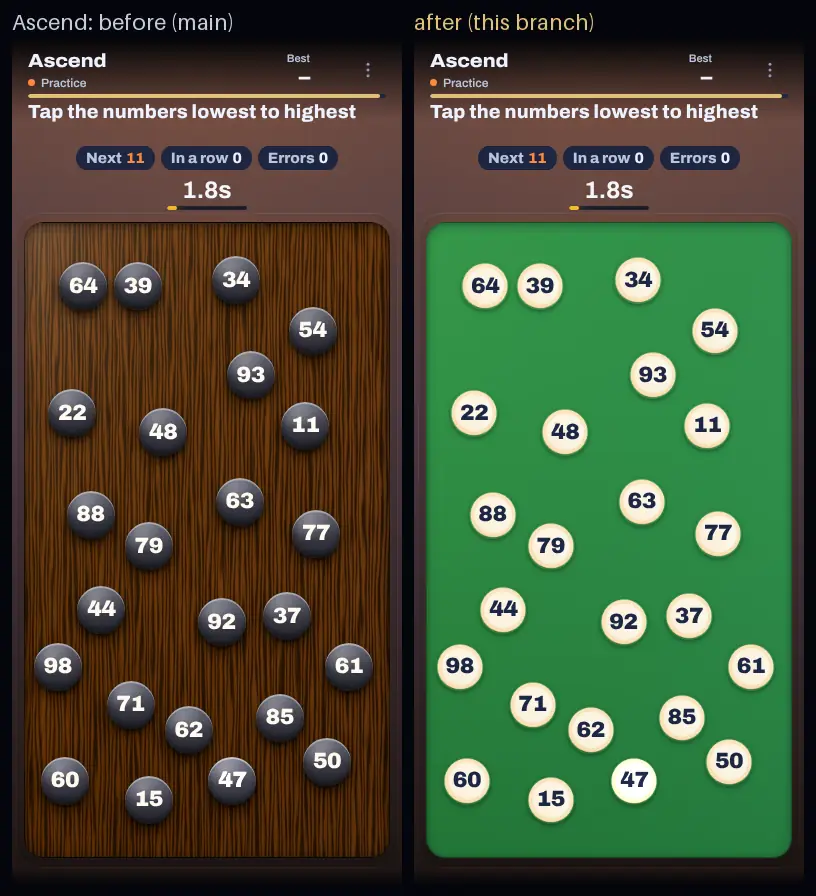 Ascend: before (main)
after (this branch)
Ascend
Best
Practice
–
Tap the numbers lowest to highest
Next 11
In a row 0
Errors 0
1.8s
64
39
34
54
93
22
48
11
88
63
79
77
44
92
37
98
61
71
62
85
50
60
15
47
Ascend
Best
Practice
–
Tap the numbers lowest to highest
Next 11
In a row 0
Errors 0
1.8s
64
39
34
54
93
22
48
11
88
63
79
77
44
92
37
98
61
71
62
85
50
60
15
47